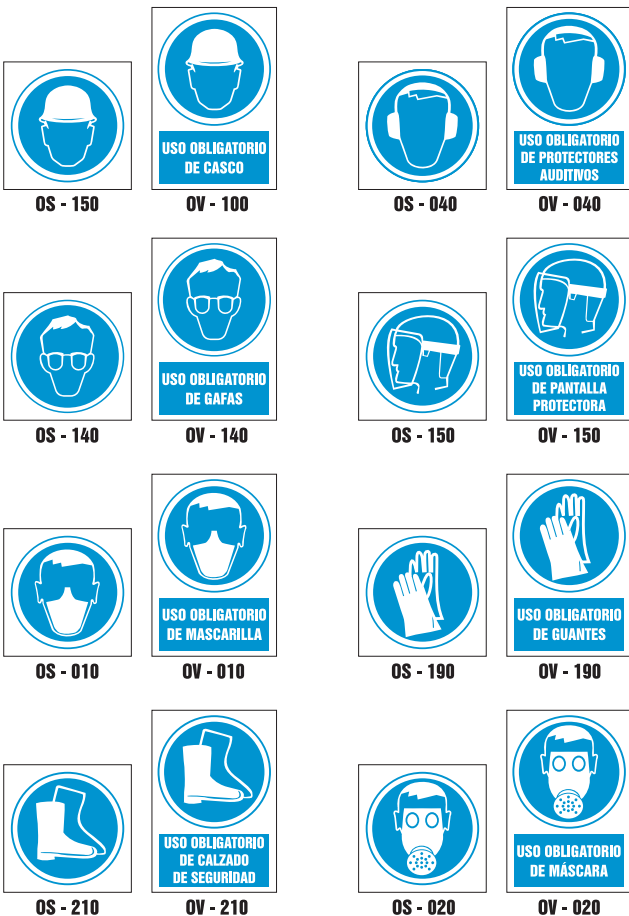 USO OBLIGATORIO
DE CASCO
OS - 150
OV - 100
USO OBLIGATORIO
DE PROTECTORES
AUDITIVOS
OS - 040
OV - 040
USO OBLIGATORIO
DE GAFAS
OS - 140
OV - 140
USO OBLIGATORIO
DE PANTALLA
PROTECTORA
OS - 150
OV - 150
USO OBLIGATORIO
DE MASCARILLA
OS - 010
OV - 010
USO OBLIGATORIO
DE GUANTES
OS - 190
OV - 190
USO OBLIGATORIO
DE CALZADO
DE SEGURIDAD
OS - 210
OV - 210
USO OBLIGATORIO
DE MÁSCARA
OS - 020
OV - 020